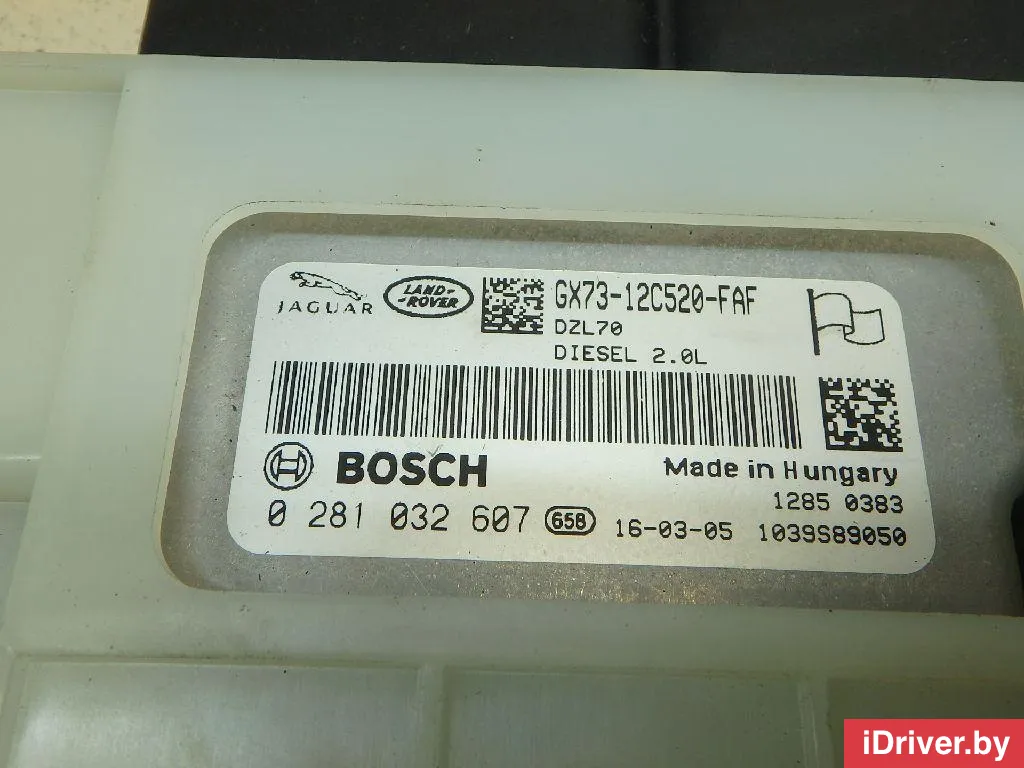 JAGUAR
LAND-
-ROVER
GX73-12C520-FAF
DZL70
DIESEL 2.0L
BOSCH
Made in Hungary
1285 0383
0 281 032 607 658 16-03-05 1039S89050
iDriver.by